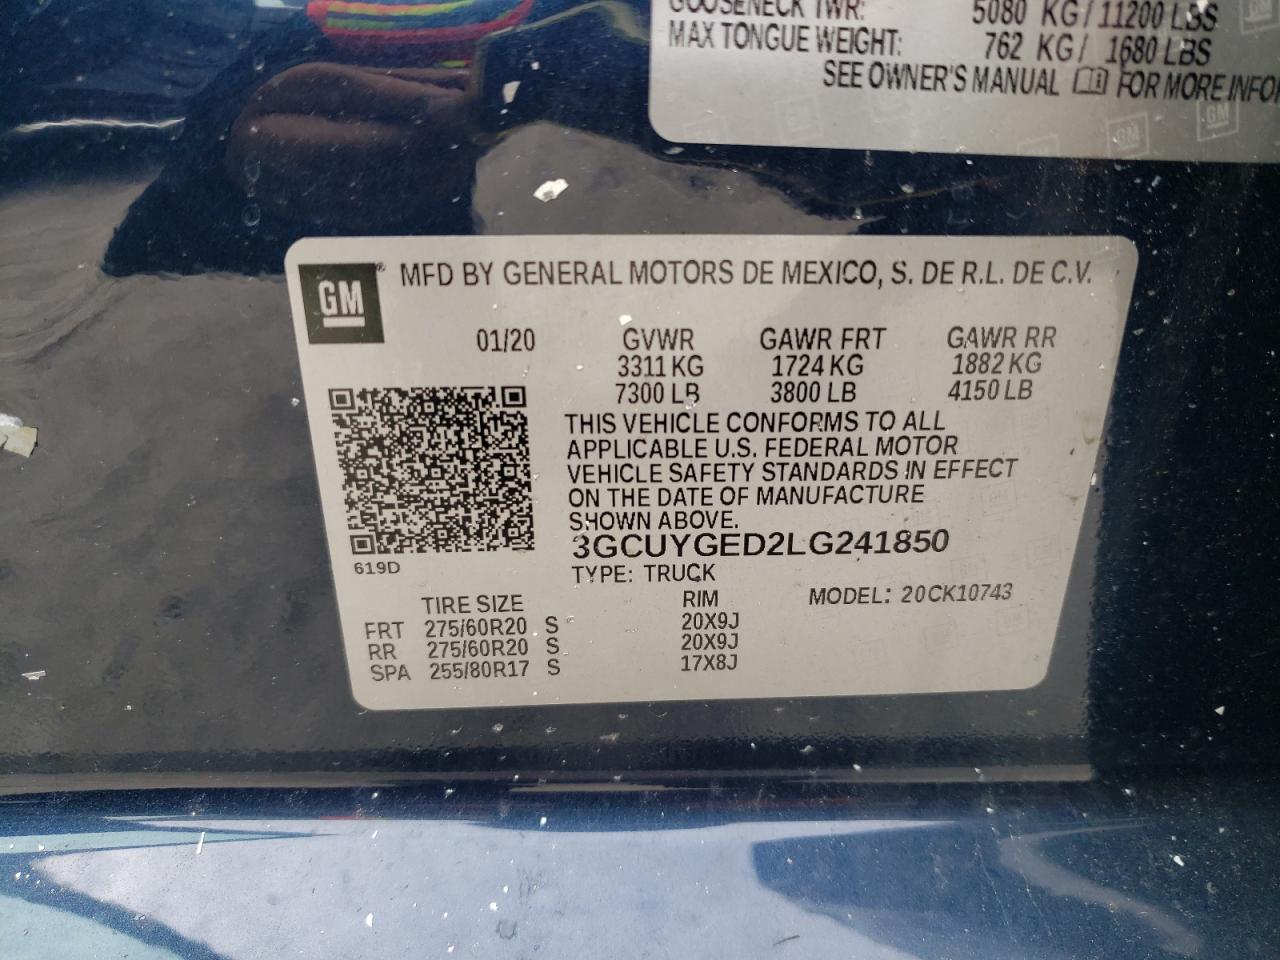 GOOSENECK TWR: 5080 KG/11200 LBS
MAX TONGUE WEIGHT: 762 KG/ 1680 LBS
SEE OWNER'S MANUAL FOR MORE
GM
GM
GM
GM ® MFD BY GENERAL MOTORS DE MEXICO, S. DE R.L. DE C.V.
01/20 GVWR GAWR FRT GAWR RR
3311 KG 1724 KG 1882 KG
7300 LB 3800 LB 4150 LB
THIS VEHICLE CONFORMS TO ALL
APPLICABLE U.S. FEDERAL MOTOR
VEHICLE SAFETY STANDARDS IN EFFECT
ON THE DATE OF MANUFACTURE
SHOWN ABOVE.
3GCUYGED2LG241850
619D
TYPE: TRUCK
MODEL: 20CK10743
TIRE SIZE RIM
FRT 275/60R20 S 20X9J
RR 275/60R20 S 20X9J
SPA 255/80R17 S 17X8J